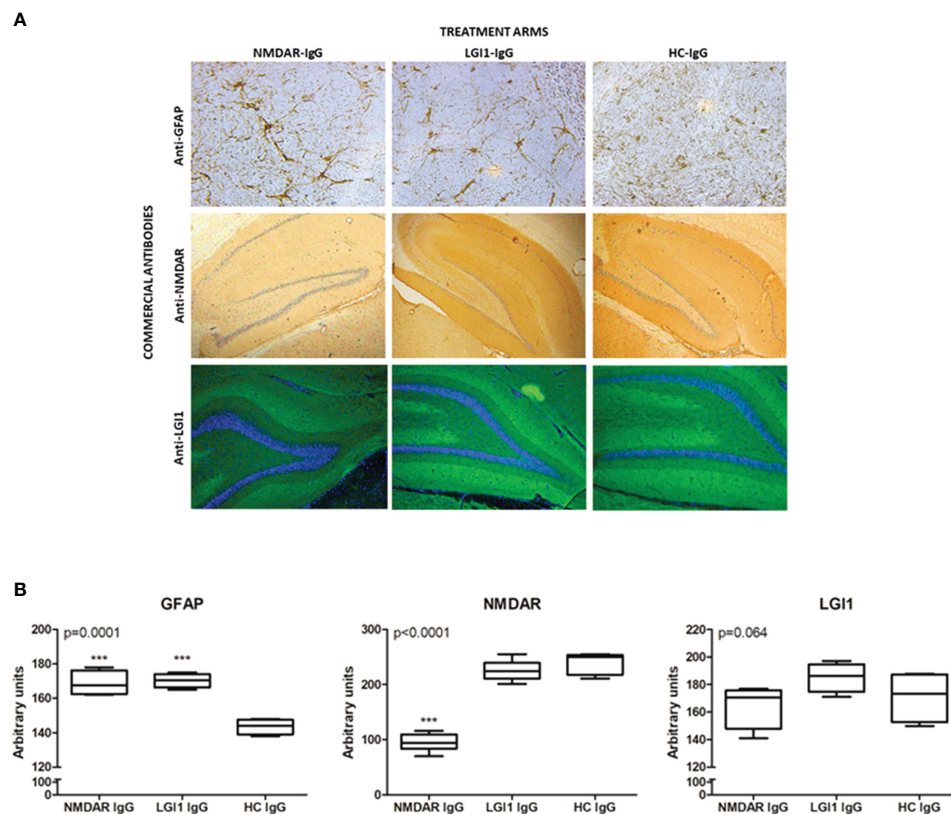 A
TREATMENT ARMS
NMDAR-IgG LGI1-IgG HC-IgG
COMMERCIAL ANTIBODIES
Anti-GFAP
Anti-NMDAR
Anti-LGI1
B
GFAP
p=0.0001
*** ***
Arbitrary units
200
180
160
140
120
100
0
NMDAR IgG LGI1 IgG HC IgG
NMDAR
p<0.0001
***
Arbitrary units
300
200
100
0
NMDAR IgG LGI1 IgG HC IgG
LGI1
p=0.064
Arbitrary units
220
200
180
160
140
120
100
0
NMDAR IgG LGI1 IgG HC IgG